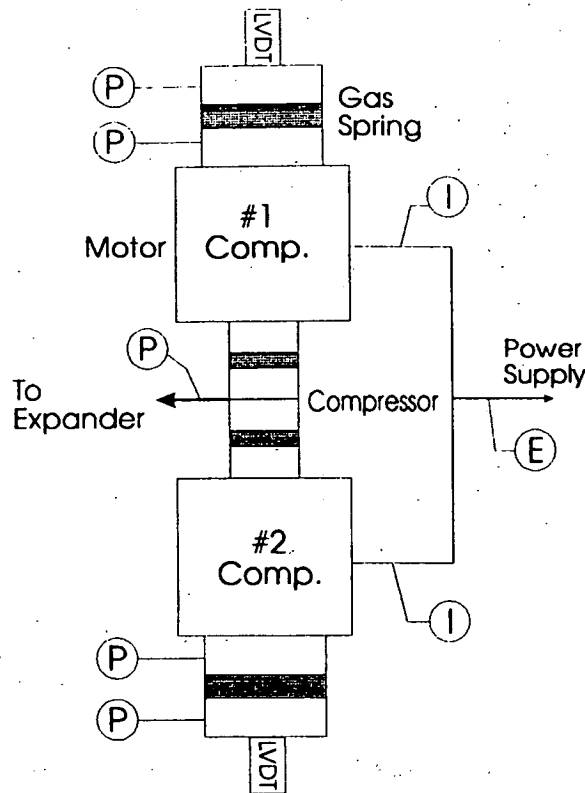 LVDT
P
Gas
Spring
P
#1
Comp.
Motor
I
P
Power
Supply
To
Expander
Compressor
E
#2
Comp.
I
P
P
LVDT